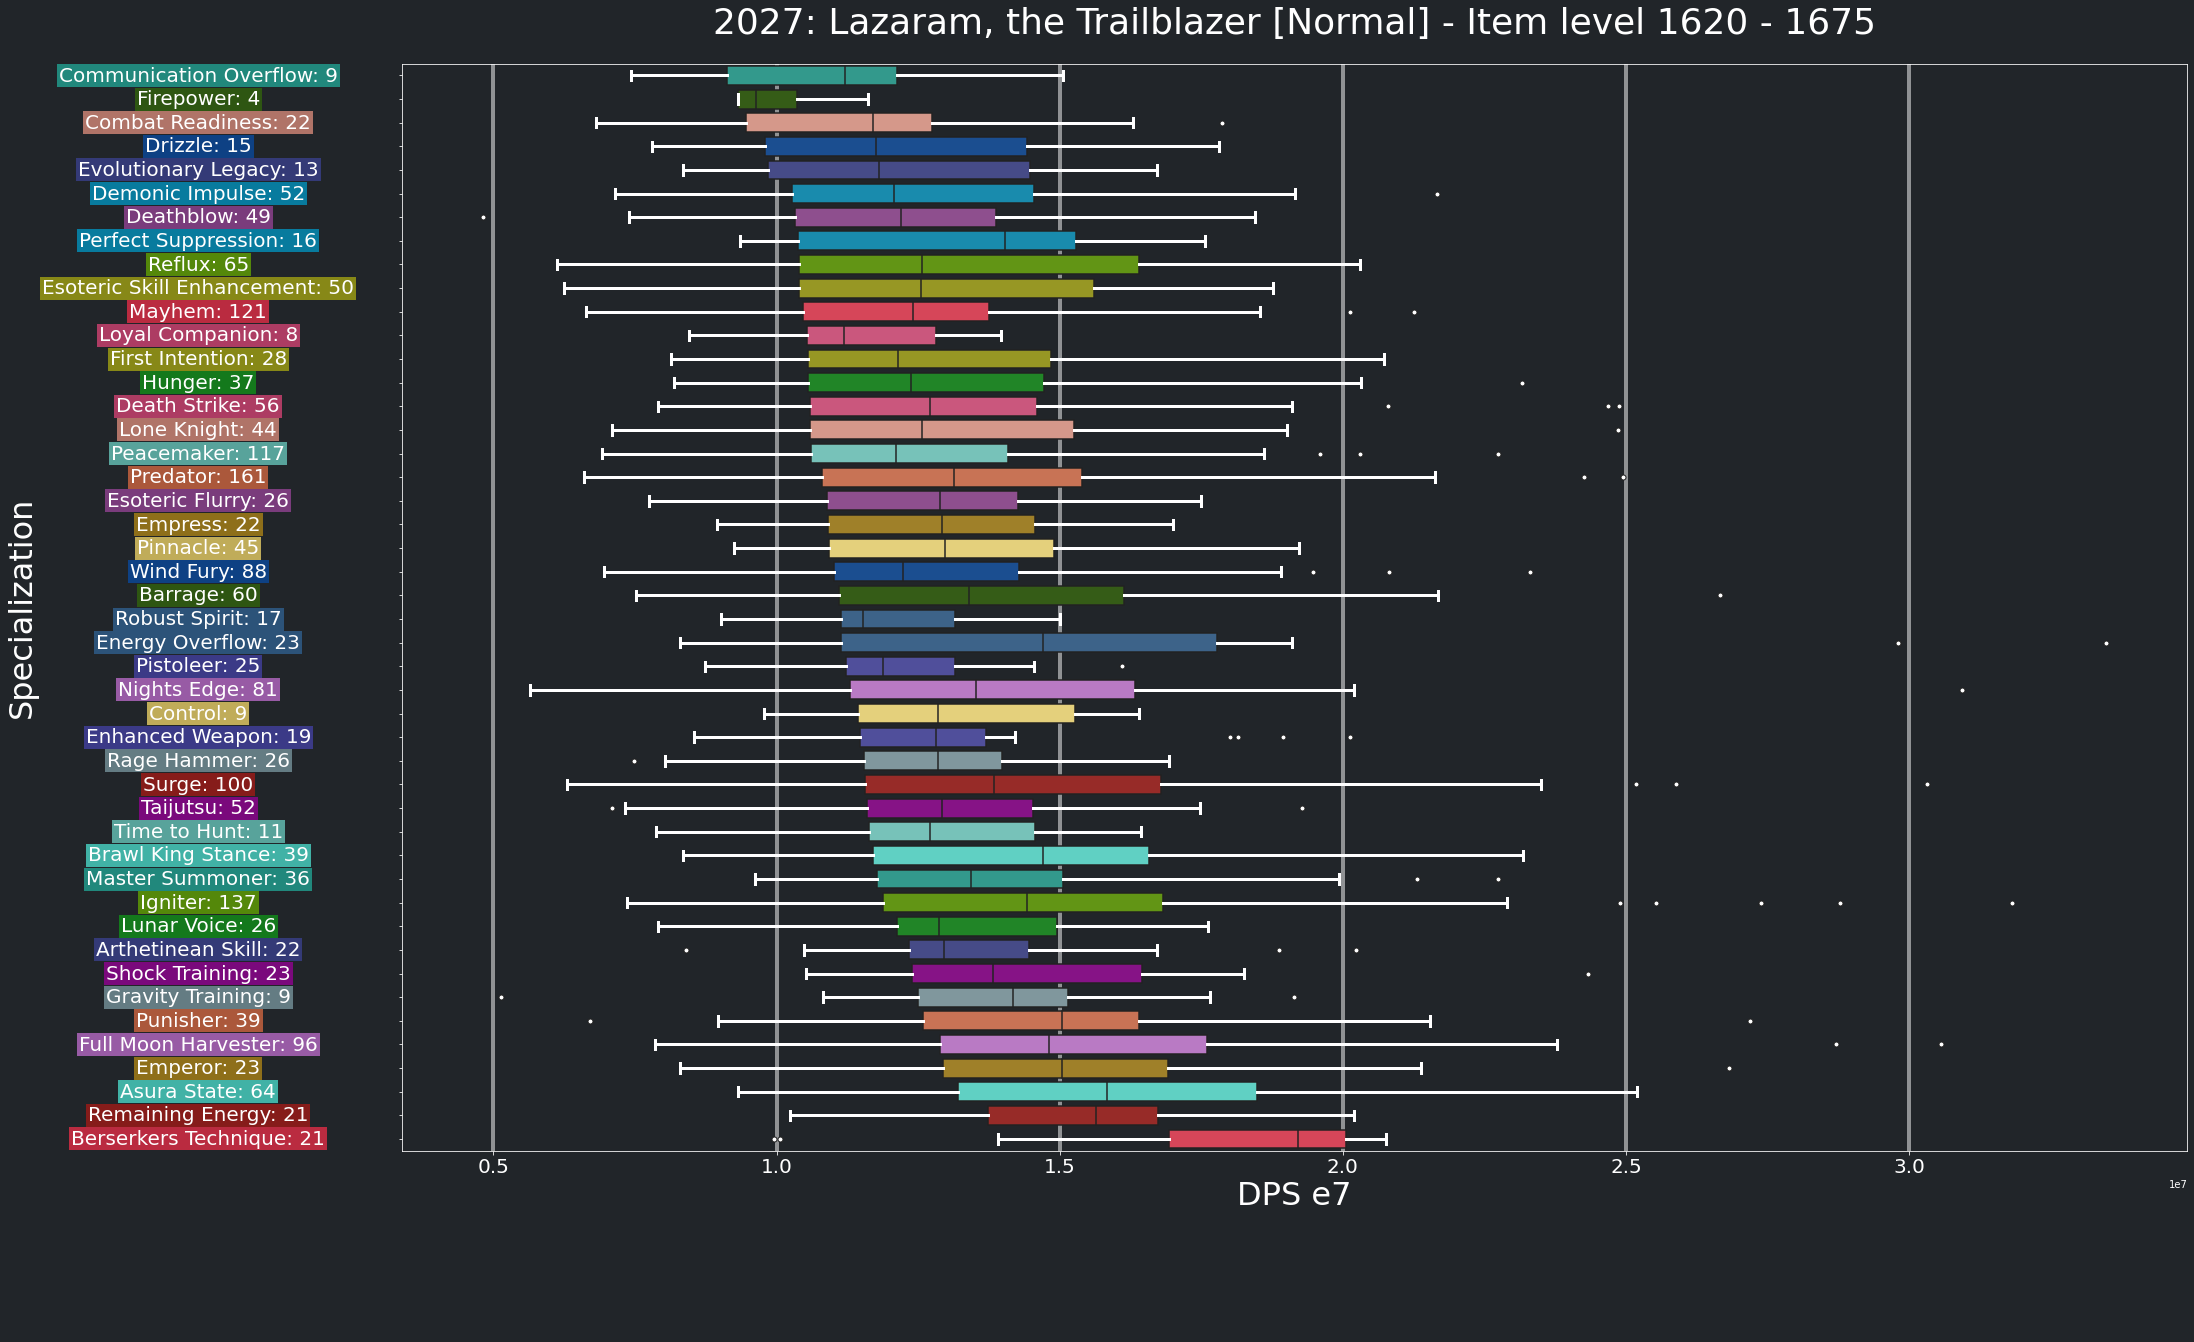 2027: Lazaram, the Trailblazer [Normal] - Item level 1620 - 1675
Specialization
Communication Overflow: 9
Firepower: 4
Combat Readiness: 22
Drizzle: 15
Evolutionary Legacy: 13
Demonic Impulse: 52
Deathblow: 49
Perfect Suppression: 16
Reflux: 65
Esoteric Skill Enhancement: 50
Mayhem: 121
Loyal Companion: 8
First Intention: 28
Hunger: 37
Death Strike: 56
Lone Knight: 44
Peacemaker: 117
Predator: 161
Esoteric Flurry: 26
Empress: 22
Pinnacle: 45
Wind Fury: 88
Barrage: 60
Robust Spirit: 17
Energy Overflow: 23
Pistoleer: 25
Nights Edge: 81
Control: 9
Enhanced Weapon: 19
Rage Hammer: 26
Surge: 100
Taijutsu: 52
Time to Hunt: 11
Brawl King Stance: 39
Master Summoner: 36
Igniter: 137
Lunar Voice: 26
Arthetinean Skill: 22
Shock Training: 23
Gravity Training: 9
Punisher: 39
Full Moon Harvester: 96
Emperor: 23
Asura State: 64
Remaining Energy: 21
Berserkers Technique: 21
0.5 1.0 1.5 2.0 2.5 3.0
1e7
DPS e7